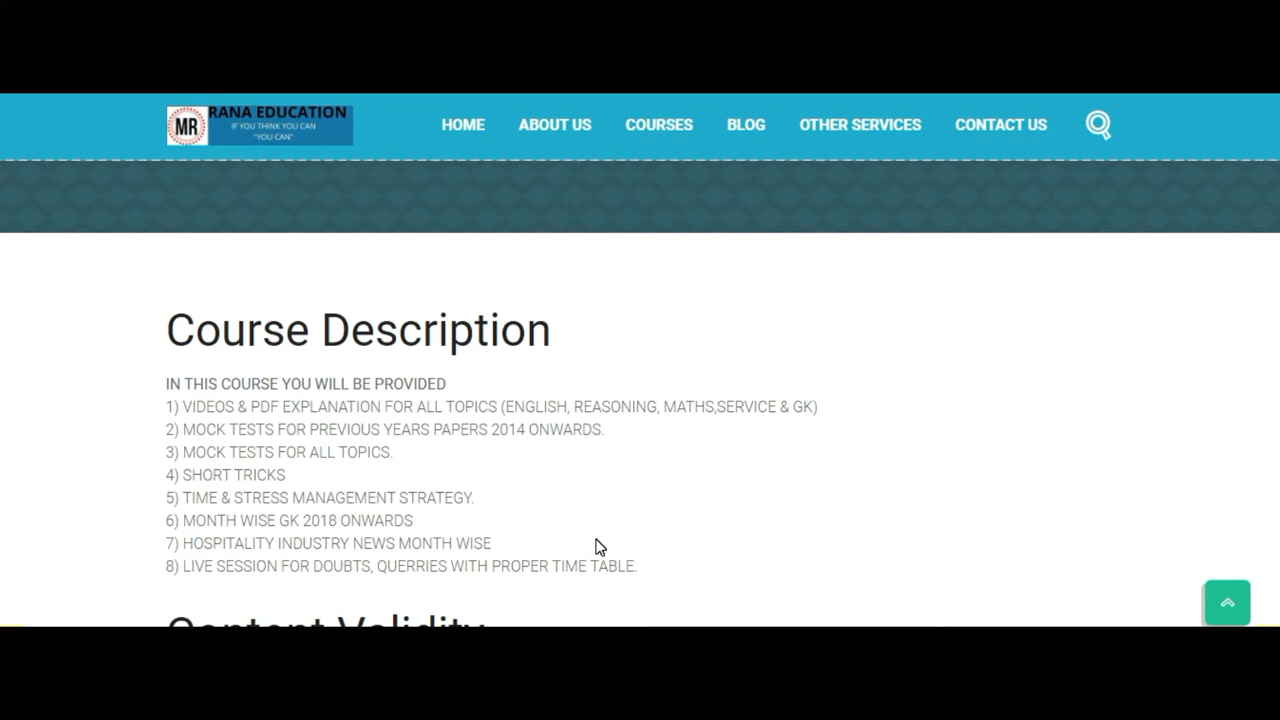 MR
RANA EDUCATION
IF YOU THINK YOU CAN
"YOU CAN"
HOME ABOUT US COURSES BLOG OTHER SERVICES CONTACT US
Course Description
IN THIS COURSE YOU WILL BE PROVIDED
1) VIDEOS & PDF EXPLANATION FOR ALL TOPICS (ENGLISH, REASONING, MATHS,SERVICE & GK)
2) MOCK TESTS FOR PREVIOUS YEARS PAPERS 2014 ONWARDS.
3) MOCK TESTS FOR ALL TOPICS.
4) SHORT TRICKS
5) TIME & STRESS MANAGEMENT STRATEGY.
6) MONTH WISE GK 2018 ONWARDS
7) HOSPITALITY INDUSTRY NEWS MONTH WISE
8) LIVE SESSION FOR DOUBTS, QUERRIES WITH PROPER TIME TABLE.
Content Validity